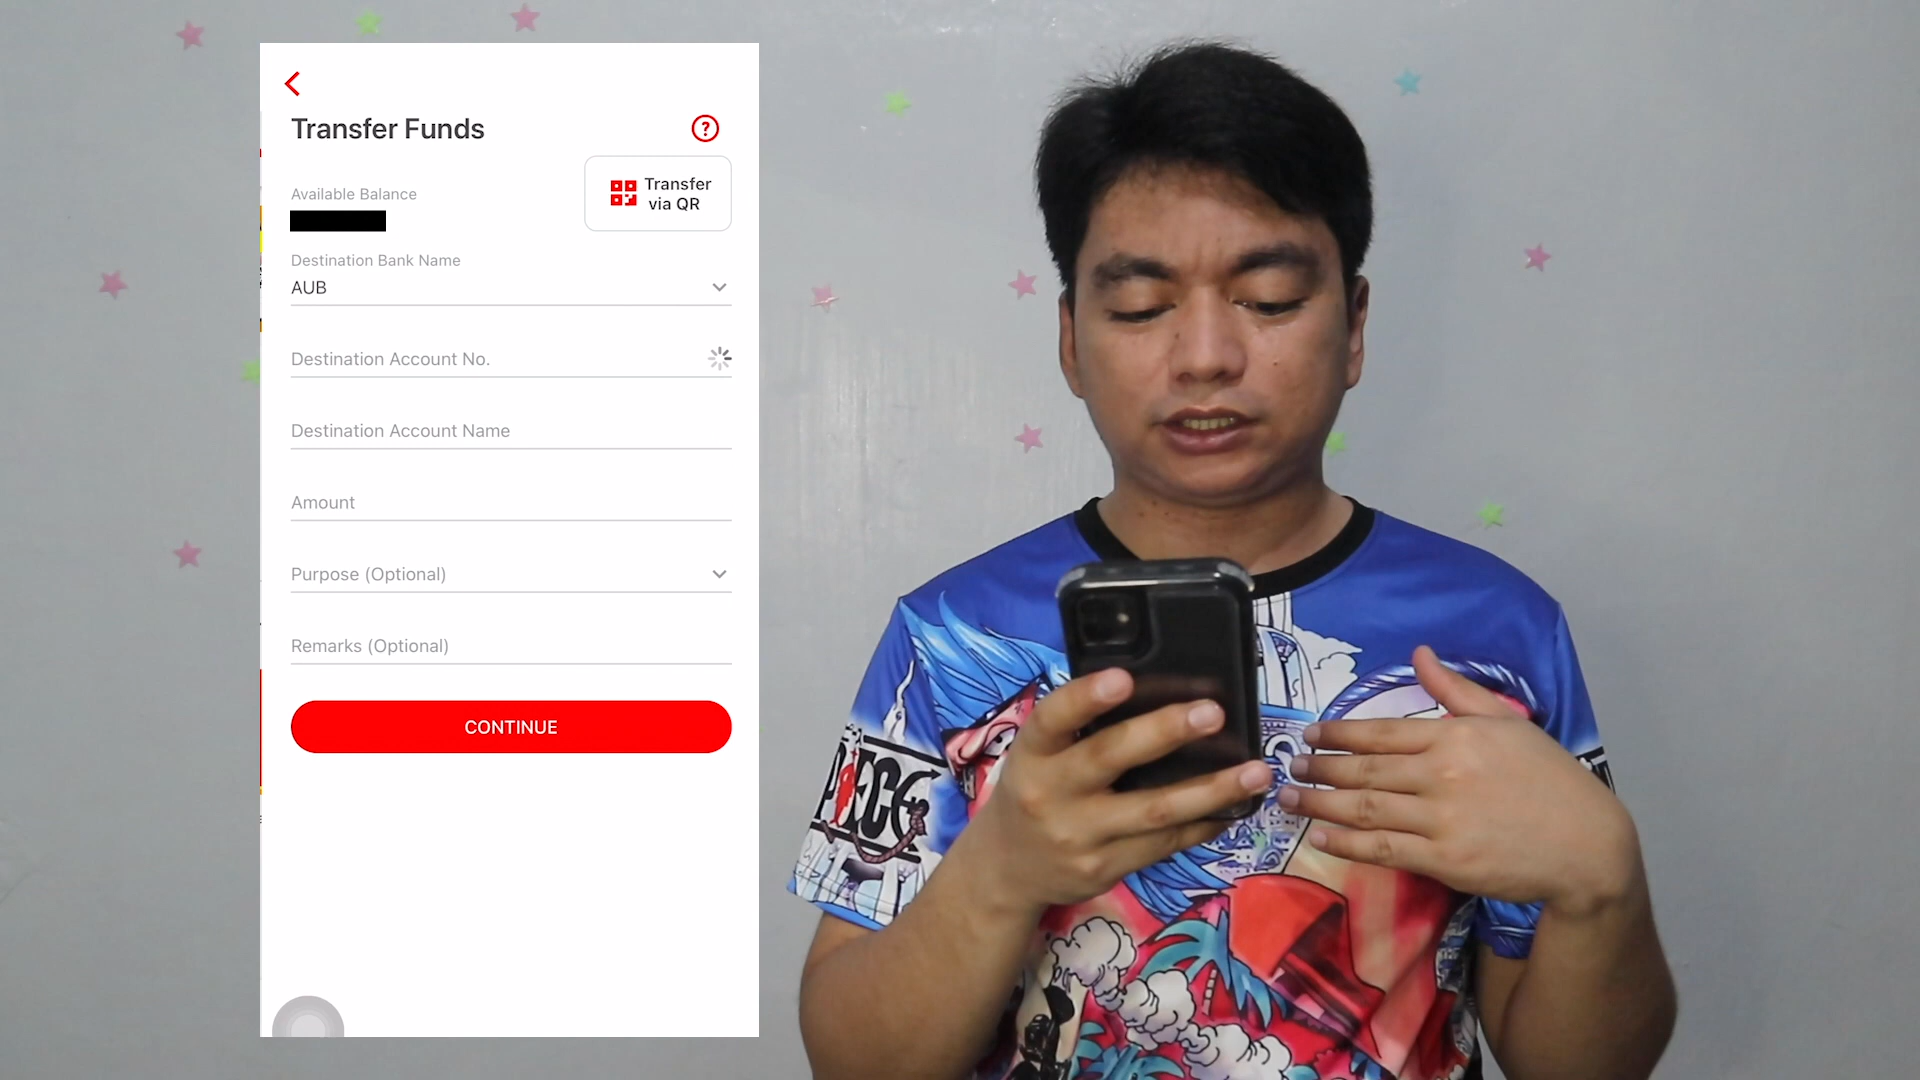 Transfer Funds
?
Transfer
via QR
Available Balance
Destination Bank Name
AUB
Destination Account No.
Destination Account Name
Amount
Purpose (Optional)
Remarks (Optional)
CONTINUE
PIECE